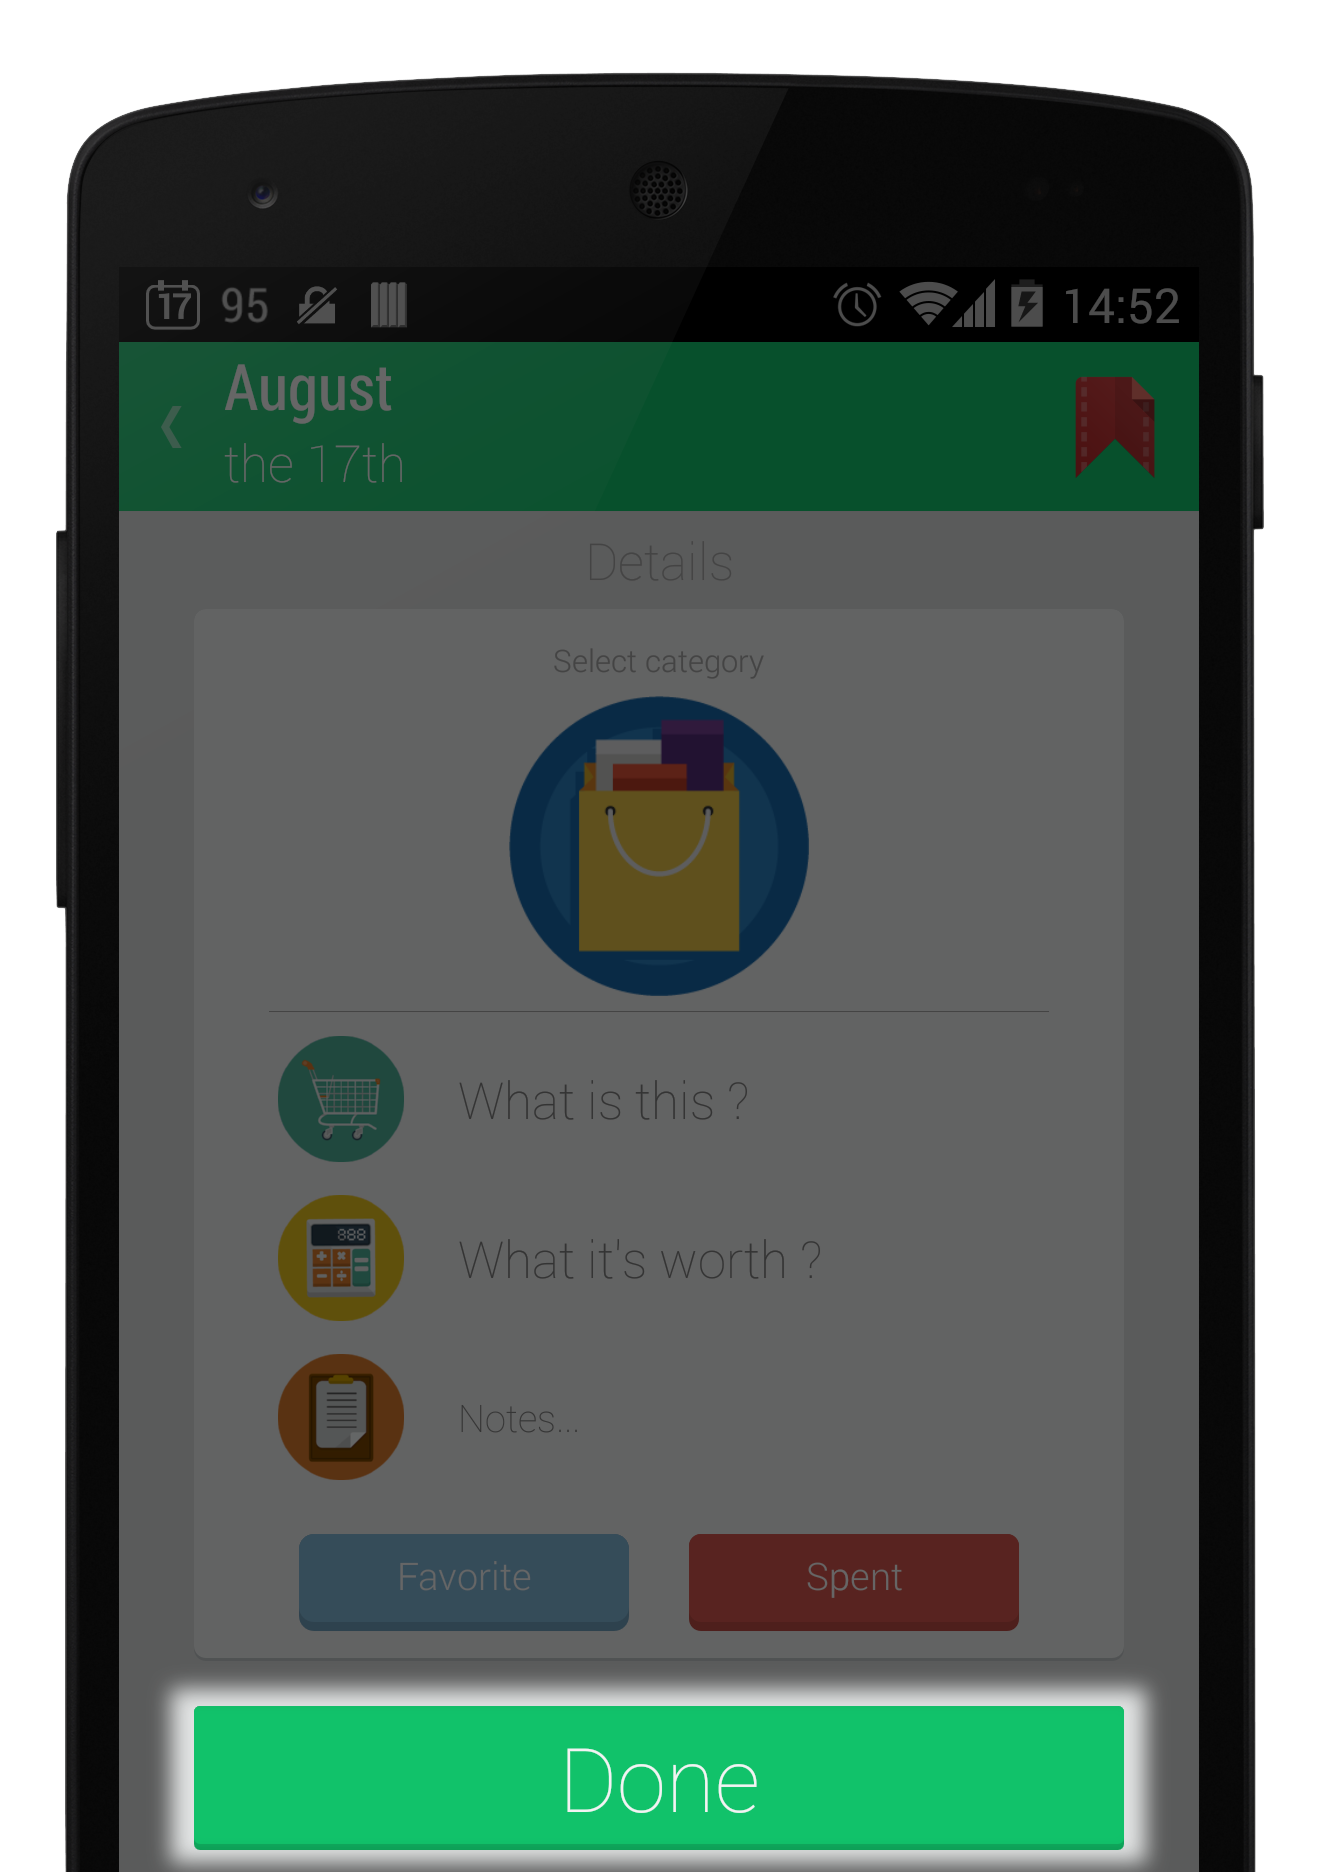 17 95 14:52
August
the 17th
Details
Select category
What is this ?
What it's worth ?
Notes...
Favorite Spent
Done